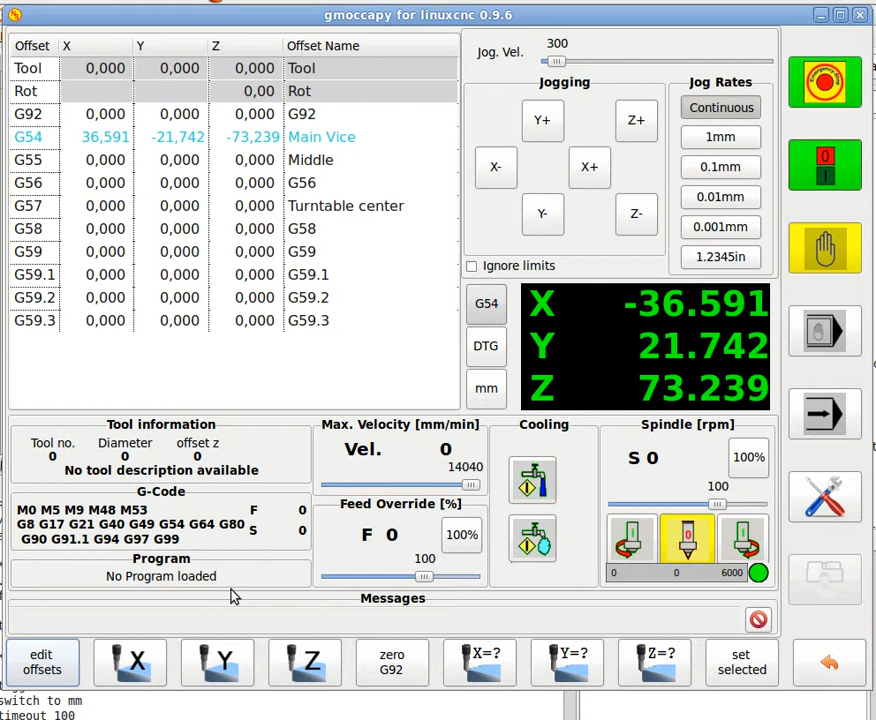 gmoccapy for linuxcnc 0.9.6
Offset X Y Z Offset Name
Tool 0,000 0,000 0,000 Tool
Rot 0,00 Rot
G92 0,000 0,000 0,000 G92
G54 36,591 -21,742 -73,239 Main Vice
G55 0,000 0,000 0,000 Middle
G56 0,000 0,000 0,000 G56
G57 0,000 0,000 0,000 Turntable center
G58 0,000 0,000 0,000 G58
G59 0,000 0,000 0,000 G59
G59.1 0,000 0,000 0,000 G59.1
G59.2 0,000 0,000 0,000 G59.2
G59.3 0,000 0,000 0,000 G59.3
Jog. Vel. 300
Jogging
Y+ Z+
X- X+
Y- Z-
Ignore limits
Jog Rates
Continuous
1mm
0.1mm
0.01mm
0.001mm
1.2345in
G54
DTG
mm
X -36.591
Y 21.742
Z 73.239
Tool information
Tool no. Diameter offset z
0 0 0
No tool description available
G-Code
M0 M5 M9 M48 M53 F 0
G8 G17 G21 G40 G49 G54 G64 G80
G90 G91.1 G94 G97 G99 S 0
Program
No Program loaded
Max. Velocity [mm/min]
Vel. 0
14040
Feed Override [%]
F 0 100%
100
Cooling
Spindle [rpm]
S 0 100%
100
0 0 6000
Messages
edit
offsets
X
Y
Z
zero
G92
X=?
Y=?
Z=?
set
selected
Emergency Stop
0
I
I
0
I
switch to mm
timeout 100